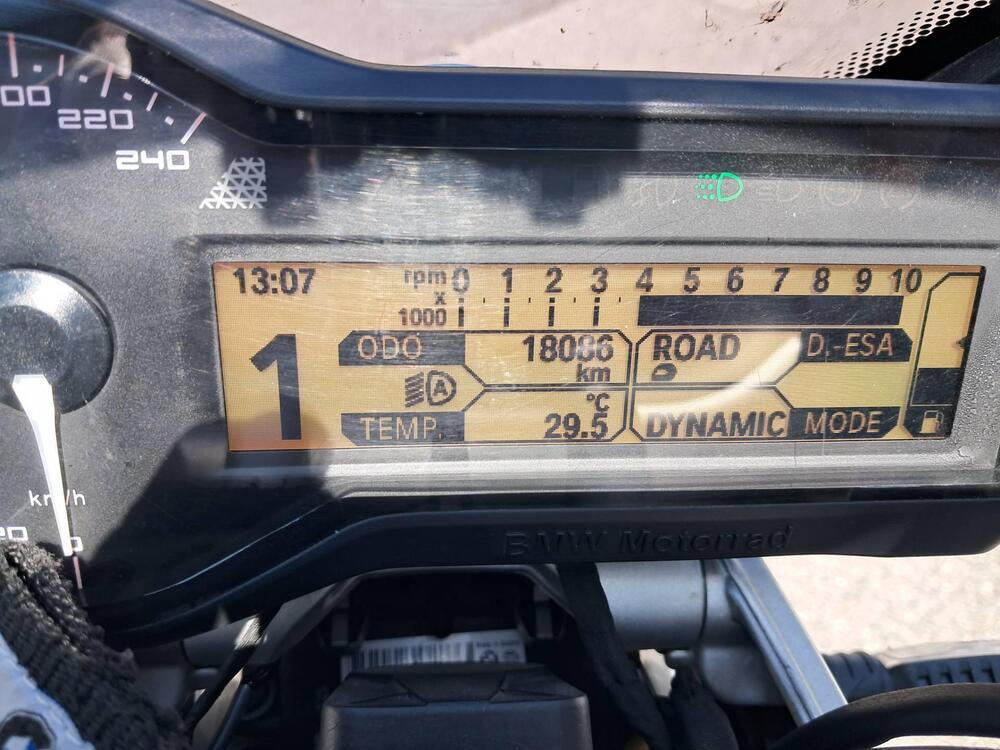 220
240
13:07
rpm 0 1 2 3 4 5 6 7 8 9 10
x
1000
1
ODO 18086
km
ROAD D.-ESA
A
TEMP. °C
29.5
DYNAMIC MODE
km/h
BMW Motorrad